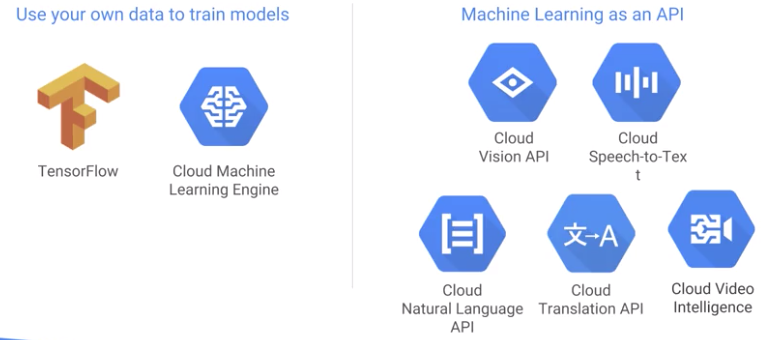 Use your own data to train models
Machine Learning as an API
TensorFlow
Cloud Machine
Learning Engine
Cloud
Vision API
Cloud
Speech-to-Tex
t
文→A
Cloud
Natural Language
API
Cloud
Translation API
Cloud Video
Intelligence